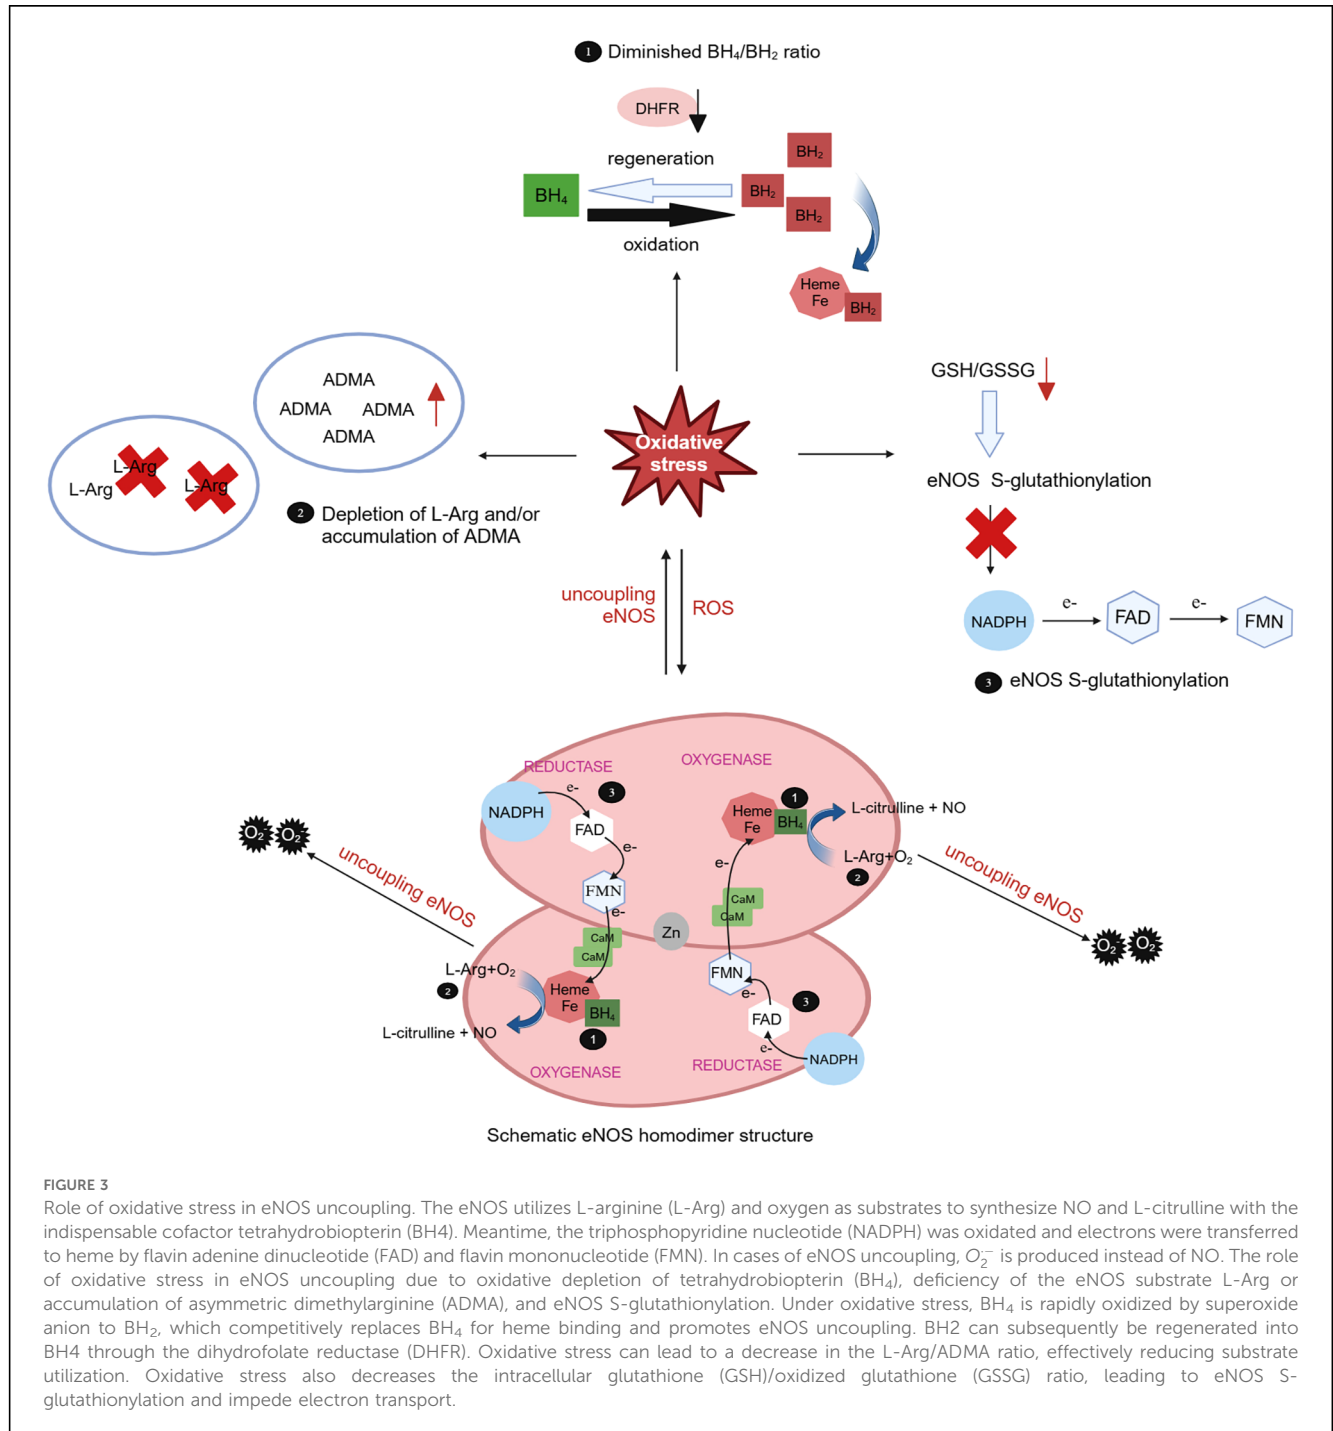 1 Diminished BH₄/BH₂ ratio
DHFR
regeneration
BH₄
BH₂
BH₂
BH₂
oxidation
Heme
Fe
BH₂
ADMA
ADMA ADMA
ADMA
L-Arg
L-Arg
L-Arg
2 Depletion of L-Arg and/or
accumulation of ADMA
Oxidative
stress
GSH/GSSG
eNOS S-glutathionylation
NADPH
e-
FAD
e-
FMN
3 eNOS S-glutathionylation
uncoupling
eNOS
ROS
REDUCTASE
OXYGENASE
NADPH
e-
3
FAD
e-
FMN
e-
CaM
CaM
Heme
Fe
BH₄
1
L-citrulline + NO
L-Arg+O₂
2
e-
CaM
CaM
Zn
O₂
O₂
uncoupling eNOS
uncoupling eNOS
O₂
O₂
L-Arg+O₂
2
L-citrulline + NO
Heme
Fe
BH₄
1
OXYGENASE
FMN
e-
3
FAD
e-
REDUCTASE
NADPH
Schematic eNOS homodimer structure
FIGURE 3
Role of oxidative stress in eNOS uncoupling. The eNOS utilizes L-arginine (L-Arg) and oxygen as substrates to synthesize NO and L-citrulline with the
indispensable cofactor tetrahydrobiopterin (BH4). Meantime, the triphosphopyridine nucleotide (NADPH) was oxidated and electrons were transferred
to heme by flavin adenine dinucleotide (FAD) and flavin mononucleotide (FMN). In cases of eNOS uncoupling, O₂·⁻ is produced instead of NO. The role
of oxidative stress in eNOS uncoupling due to oxidative depletion of tetrahydrobiopterin (BH₄), deficiency of the eNOS substrate L-Arg or
accumulation of asymmetric dimethylarginine (ADMA), and eNOS S-glutathionylation. Under oxidative stress, BH₄ is rapidly oxidized by superoxide
anion to BH₂, which competitively replaces BH₄ for heme binding and promotes eNOS uncoupling. BH2 can subsequently be regenerated into
BH4 through the dihydrofolate reductase (DHFR). Oxidative stress can lead to a decrease in the L-Arg/ADMA ratio, effectively reducing substrate
utilization. Oxidative stress also decreases the intracellular glutathione (GSH)/oxidized glutathione (GSSG) ratio, leading to eNOS S-
glutathionylation and impede electron transport.